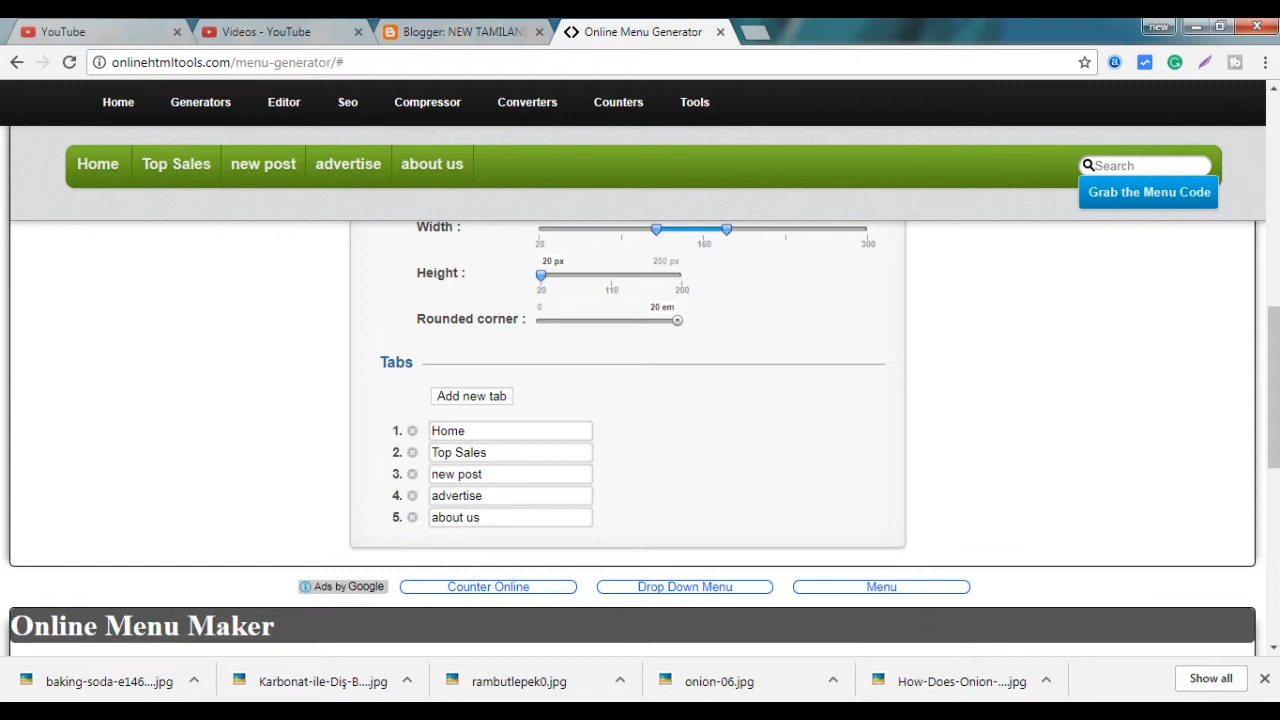 YouTube
Videos - YouTube
Blogger: NEW TAMILAN
Online Menu Generator
new
onlinehtmltools.com/menu-generator/#
Home Generators Editor Seo Compressor Converters Counters Tools
Home Top Sales new post advertise about us
Search
Grab the Menu Code
Width :
20 160 300
20 px 200 px
Height :
20 110 200
0 20 em
Rounded corner :
Tabs
Add new tab
1. Home
2. Top Sales
3. new post
4. advertise
5. about us
Ads by Google
Counter Online
Drop Down Menu
Menu
Online Menu Maker
baking-soda-e146....jpg
Karbonat-ile-Diş-B....jpg
rambutlepek0.jpg
onion-06.jpg
How-Does-Onion-....jpg
Show all